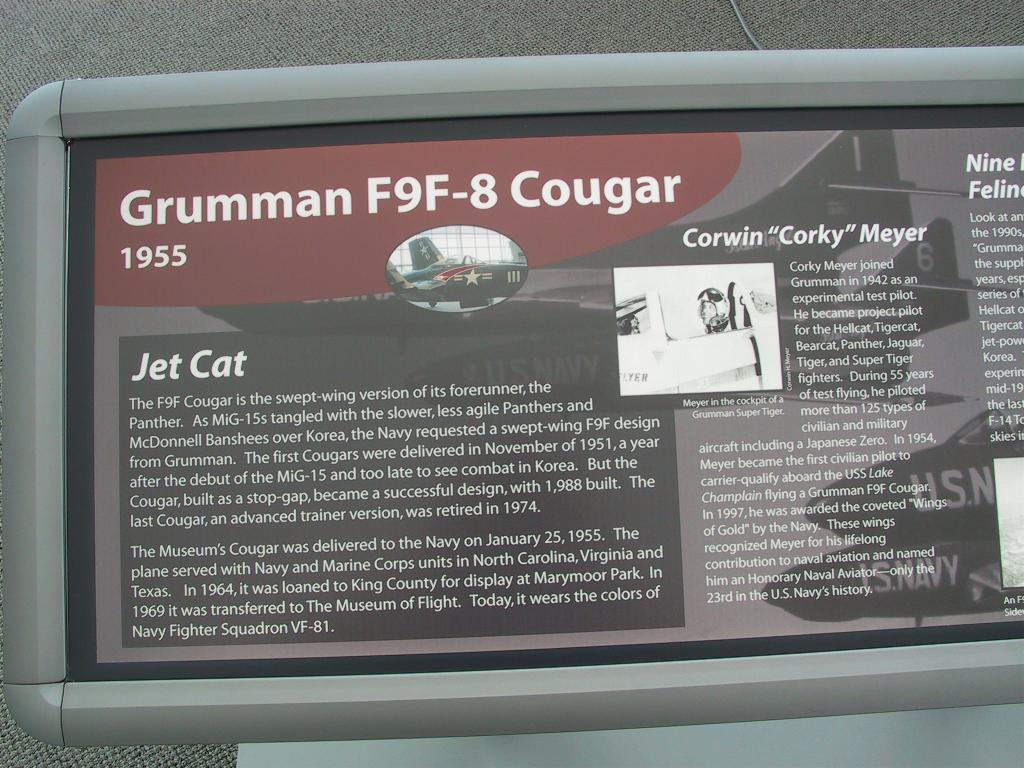 Grumman F9F-8 Cougar
1955
111
Jet Cat
The F9F Cougar is the swept-wing version of its forerunner, the
Panther. As MiG-15s tangled with the slower, less agile Panthers and
McDonnell Banshees over Korea, the Navy requested a swept-wing F9F design
from Grumman. The first Cougars were delivered in November of 1951, a year
after the debut of the MiG-15 and too late to see combat in Korea. But the
Cougar, built as a stop-gap, became a successful design, with 1,988 built. The
last Cougar, an advanced trainer version, was retired in 1974.
The Museum's Cougar was delivered to the Navy on January 25, 1955. The
plane served with Navy and Marine Corps units in North Carolina, Virginia and
Texas. In 1964, it was loaned to King County for display at Marymoor Park. In
1969 it was transferred to The Museum of Flight. Today, it wears the colors of
Navy Fighter Squadron VF-81.
Corwin "Corky" Meyer
Corky Meyer joined
Grumman in 1942 as an
experimental test pilot.
He became project pilot
for the Hellcat, Tigercat,
Bearcat, Panther, Jaguar,
Tiger, and Super Tiger
fighters. During 55 years
of test flying, he piloted
more than 125 types of
civilian and military
aircraft including a Japanese Zero. In 1954,
Meyer became the first civilian pilot to
carrier-qualify aboard the USS Lake
Champlain flying a Grumman F9F Cougar.
In 1997, he was awarded the coveted "Wings
of Gold" by the Navy. These wings
recognized Meyer for his lifelong
contribution to naval aviation and named
him an Honorary Naval Aviator—only the
23rd in the U.S. Navy's history.
LYER
Corwin H. Meyer
Meyer in the cockpit of a
Grumman Super Tiger.
6
U.S.NAVY
U.S.N
U.S.NAVY
Nine
Feline
Look at an
the 1990s,
"Grumma
the suppl
years, esp
series of
Hellcat o
Tigercat
jet-powe
Korea.
experim
mid-19
the last
F-14 To
skies in
An F9
Sidew